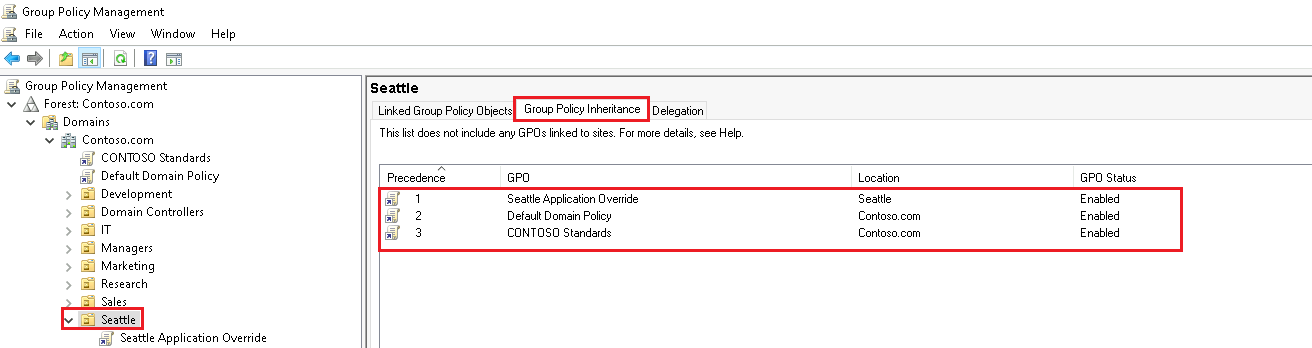 Group Policy Management
File Action View Window Help
Group Policy Management
Forest: Contoso.com
Domains
Contoso.com
CONTOSO Standards
Default Domain Policy
Development
Domain Controllers
IT
Managers
Marketing
Research
Sales
Seattle
Seattle Application Override
Seattle
Linked Group Policy Objects Group Policy Inheritance Delegation
This list does not include any GPOs linked to sites. For more details, see Help.
Precedence GPO Location GPO Status
1 Seattle Application Override Seattle Enabled
2 Default Domain Policy Contoso.com Enabled
3 CONTOSO Standards Contoso.com Enabled